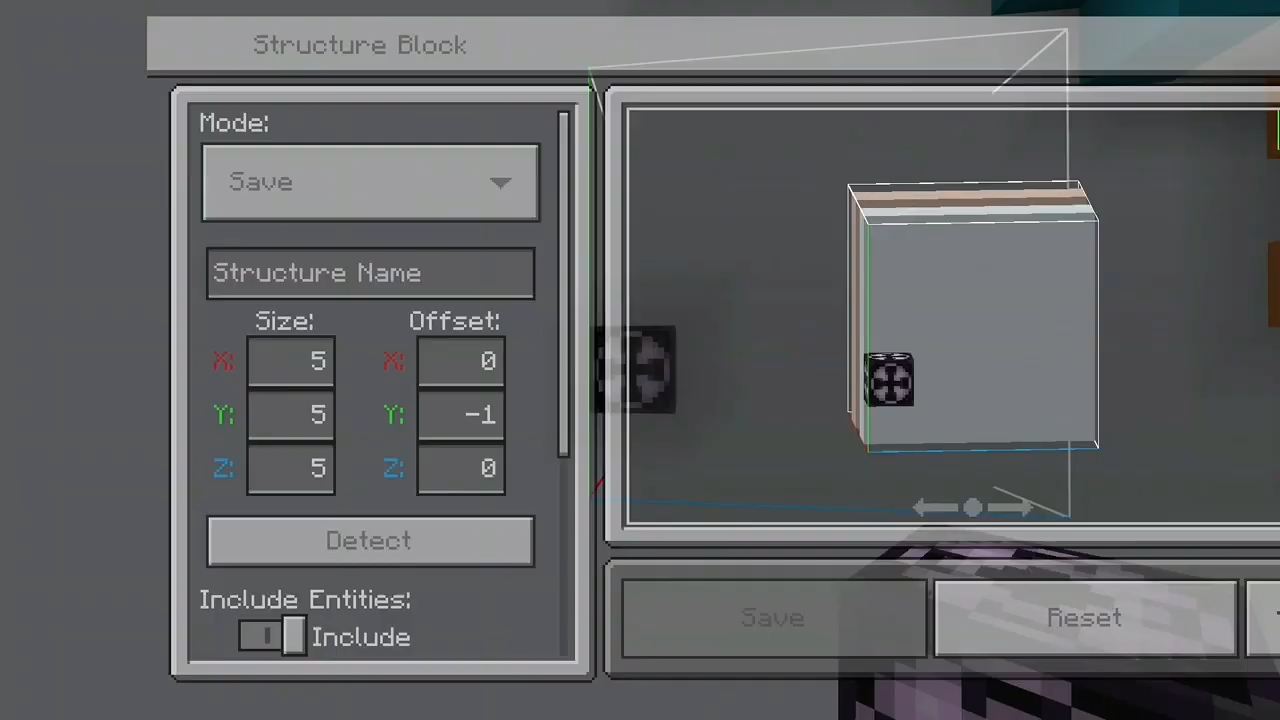 Structure Block
Mode:
Save
Structure Name
Size: Offset:
X: 5 X: 0
Y: 5 Y: -1
Z: 5 Z: 0
Detect
Include Entities:
Include
Save Reset